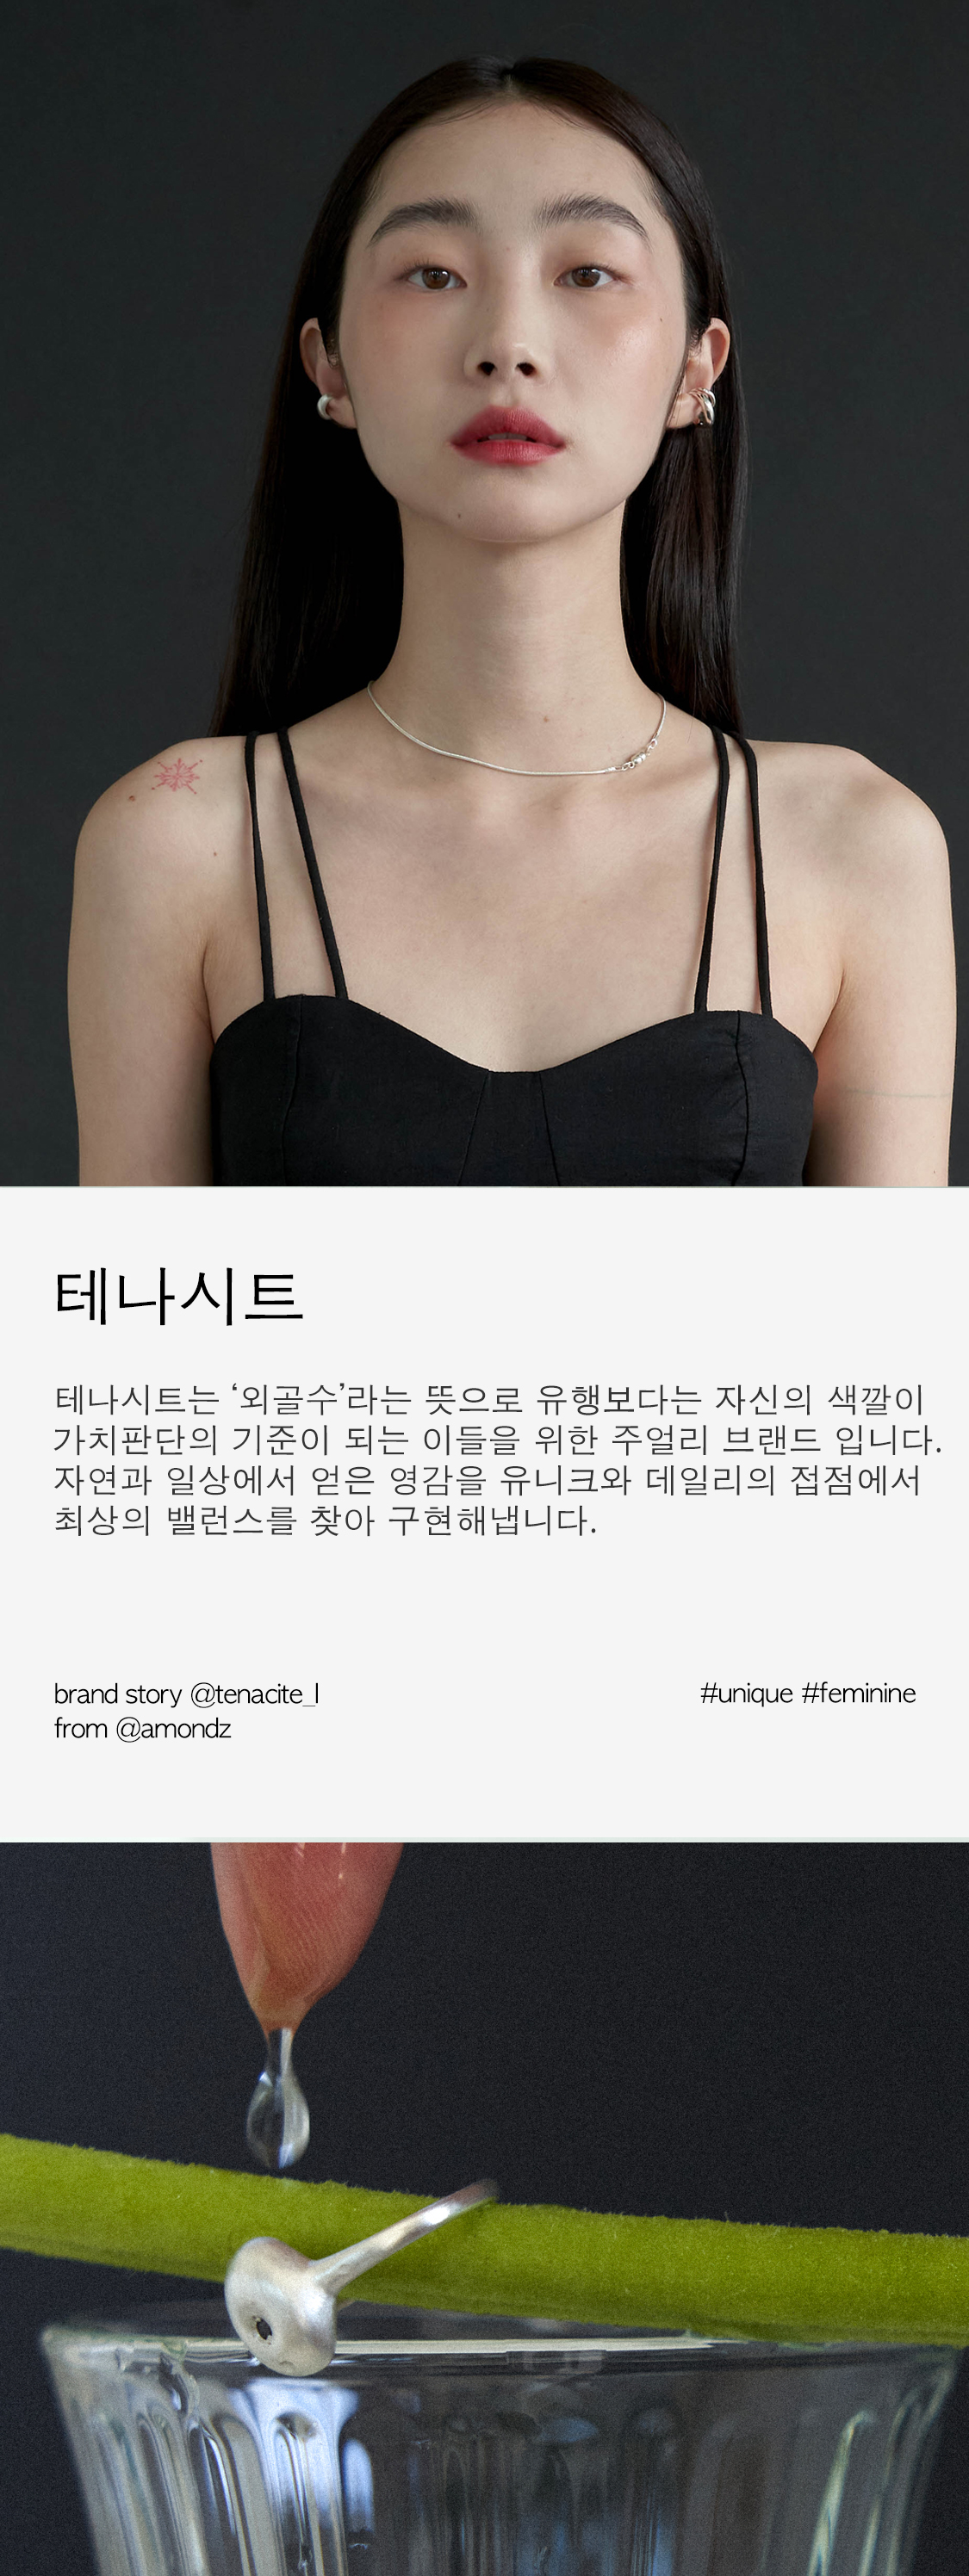 테나시트
테나시트는 ‘외골수’라는 뜻으로 유행보다는 자신의 색깔이
가치판단의 기준이 되는 이들을 위한 주얼리 브랜드 입니다.
자연과 일상에서 얻은 영감을 유니크와 데일리의 접점에서
최상의 밸런스를 찾아 구현해냅니다.
brand story @tenacite_l
from @amondz
#unique #feminine